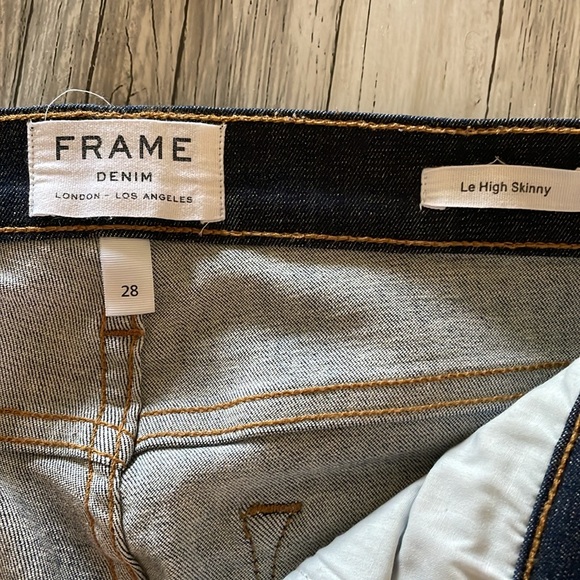 FRAME
DENIM
LONDON - LOS ANGELES
Le High Skinny
28